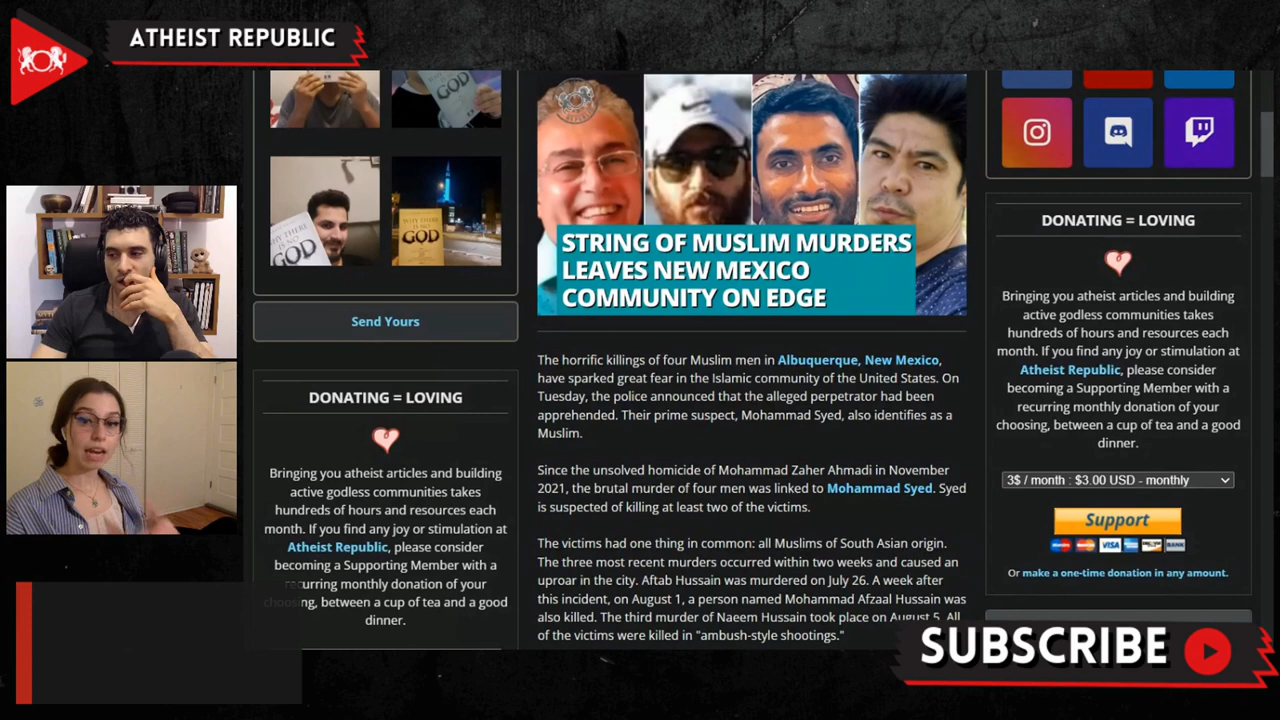 ATHEIST REPUBLIC
GOD
WHY THERE
IS NO
GOD
WHY THERE
IS NO
GOD
Send Yours
DONATING = LOVING
Bringing you atheist articles and building
active godless communities takes
hundreds of hours and resources each
month. If you find any joy or stimulation at
Atheist Republic, please consider
becoming a Supporting Member with a
recurring monthly donation of your
choosing, between a cup of tea and a good
dinner.
STRING OF MUSLIM MURDERS
LEAVES NEW MEXICO
COMMUNITY ON EDGE
The horrific killings of four Muslim men in Albuquerque, New Mexico,
have sparked great fear in the Islamic community of the United States. On
Tuesday, the police announced that the alleged perpetrator had been
apprehended. Their prime suspect, Mohammad Syed, also identifies as a
Muslim.
Since the unsolved homicide of Mohammad Zaher Ahmadi in November
2021, the brutal murder of four men was linked to Mohammad Syed. Syed
is suspected of killing at least two of the victims.
The victims had one thing in common: all Muslims of South Asian origin.
The three most recent murders occurred within two weeks and caused an
uproar in the city. Aftab Hussain was murdered on July 26. A week after
this incident, on August 1, a person named Mohammad Afzaal Hussain was
also killed. The third murder of Naeem Hussain took place on August 5. All
of the victims were killed in "ambush-style shootings."
DONATING = LOVING
Bringing you atheist articles and building
active godless communities takes
hundreds of hours and resources each
month. If you find any joy or stimulation at
Atheist Republic, please consider
becoming a Supporting Member with a
recurring monthly donation of your
choosing, between a cup of tea and a good
dinner.
3$ / month : $3.00 USD - monthly
Support
VISA
BANK
Or make a one-time donation in any amount.
SUBSCRIBE